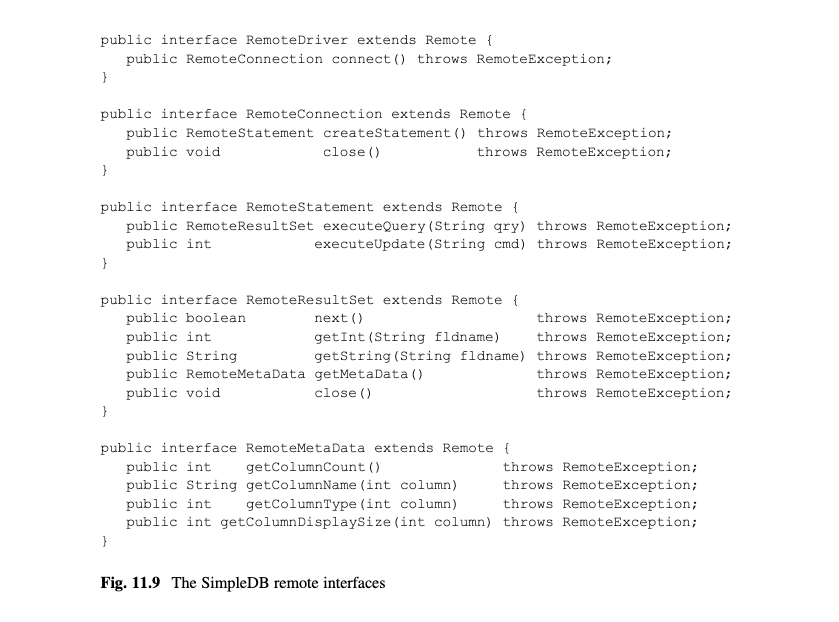 public interface RemoteDriver extends Remote {
   public RemoteConnection connect() throws RemoteException;
}
public interface RemoteConnection extends Remote {
   public RemoteStatement createStatement() throws RemoteException;
   public void            close()           throws RemoteException;
}
public interface RemoteStatement extends Remote {
   public RemoteResultSet executeQuery(String qry) throws RemoteException;
   public int            executeUpdate(String cmd) throws RemoteException;
}
public interface RemoteResultSet extends Remote {
   public boolean        next()                    throws RemoteException;
   public int            getInt(String fldname)    throws RemoteException;
   public String         getString(String fldname) throws RemoteException;
   public RemoteMetaData getMetaData()             throws RemoteException;
   public void           close()                   throws RemoteException;
}
public interface RemoteMetaData extends Remote {
   public int    getColumnCount()              throws RemoteException;
   public String getColumnName(int column)     throws RemoteException;
   public int    getColumnType(int column)     throws RemoteException;
   public int getColumnDisplaySize(int column) throws RemoteException;
}
Fig. 11.9 The SimpleDB remote interfaces